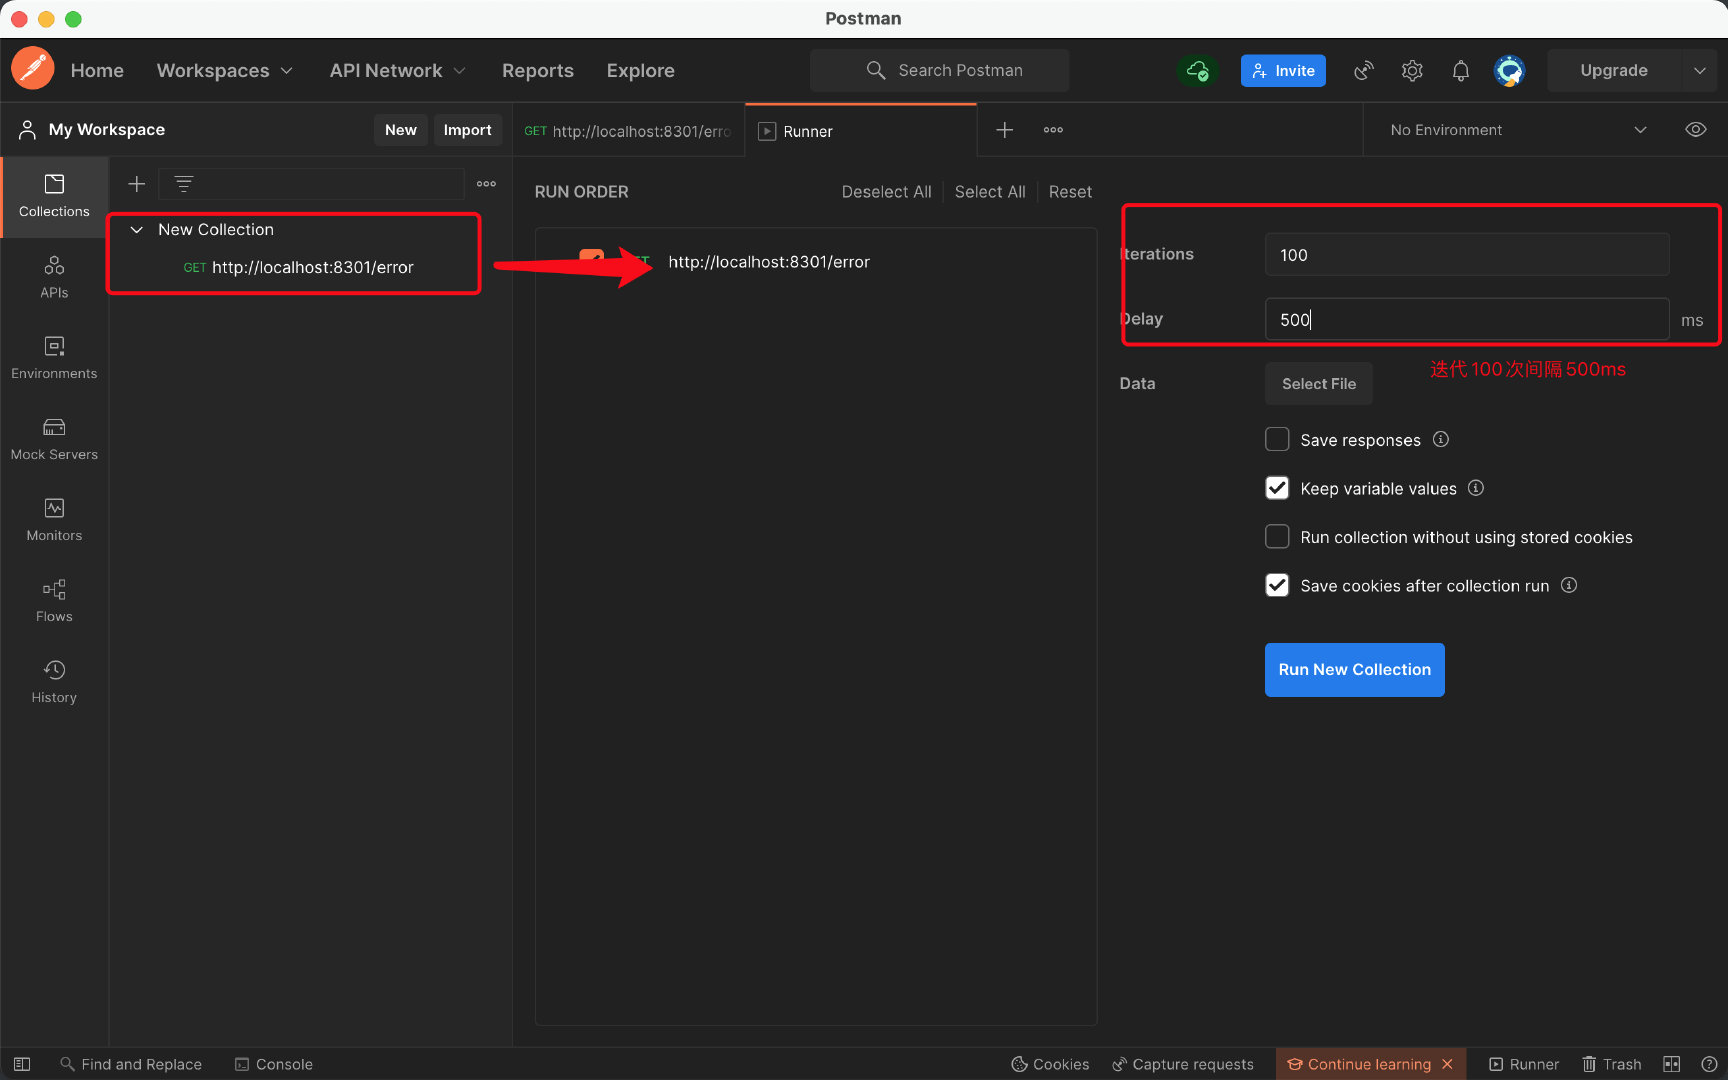 Postman
Home Workspaces API Network Reports Explore Search Postman Invite Upgrade
My Workspace New Import GET http://localhost:8301/erro Runner ooo No Environment
Collections
APIs
Environments
Mock Servers
Monitors
Flows
History
New Collection
GET http://localhost:8301/error
RUN ORDER Deselect All Select All Reset
http://localhost:8301/error
Iterations 100
Delay 500 ms
迭代100次间隔500ms
Data Select File
Save responses
Keep variable values
Run collection without using stored cookies
Save cookies after collection run
Run New Collection
Find and Replace Console Cookies Capture requests Continue learning Runner Trash